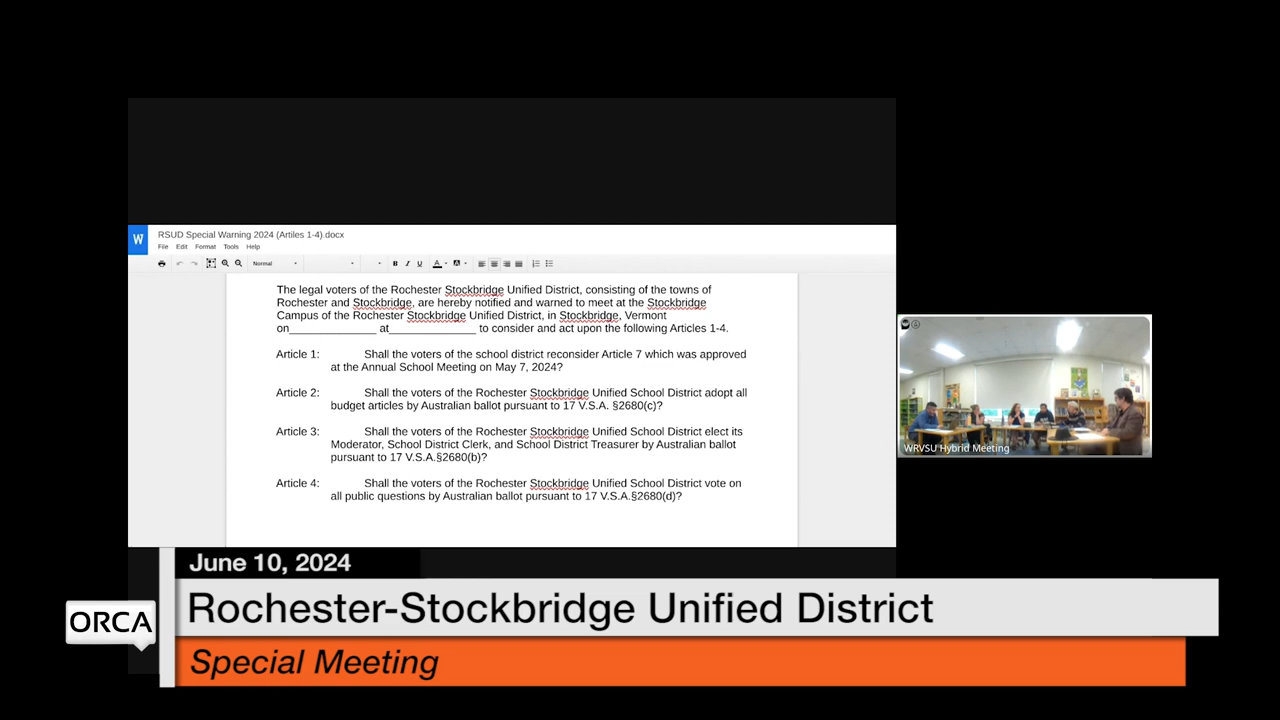 RSUD Special Warning 2024 (Artiles 1-4).docx
File Edit Format Tools Help
Normal
The legal voters of the Rochester Stockbridge Unified District, consisting of the towns of
Rochester and Stockbridge, are hereby notified and warned to meet at the Stockbridge
Campus of the Rochester Stockbridge Unified District, in Stockbridge, Vermont
on______________ at______________ to consider and act upon the following Articles 1-4.
Article 1: Shall the voters of the school district reconsider Article 7 which was approved
at the Annual School Meeting on May 7, 2024?
Article 2: Shall the voters of the Rochester Stockbridge Unified School District adopt all
budget articles by Australian ballot pursuant to 17 V.S.A. §2680(c)?
Article 3: Shall the voters of the Rochester Stockbridge Unified School District elect its
Moderator, School District Clerk, and School District Treasurer by Australian ballot
pursuant to 17 V.S.A.§2680(b)?
Article 4: Shall the voters of the Rochester Stockbridge Unified School District vote on
all public questions by Australian ballot pursuant to 17 V.S.A.§2680(d)?
WRVSU Hybrid Meeting
June 10, 2024
Rochester-Stockbridge Unified District
ORCA
Special Meeting